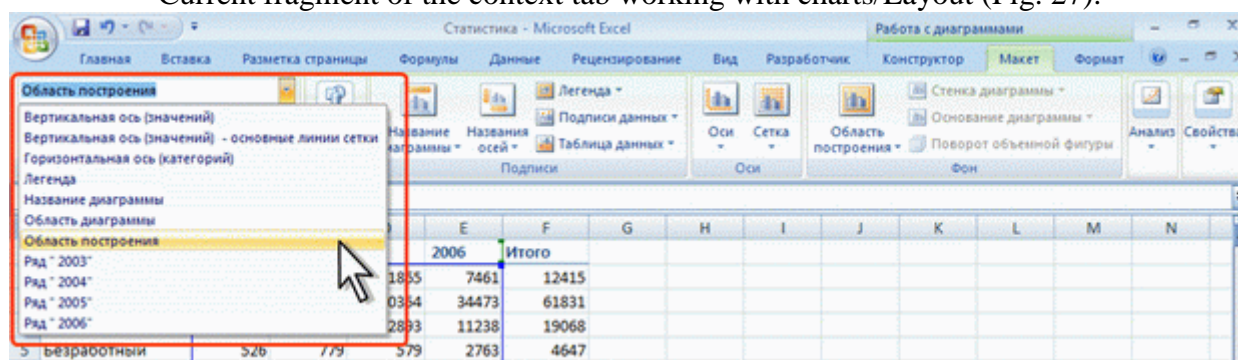 Current fragment of the context tab working with charts/Layout (Fig. 27).
Статистика - Microsoft Excel
Работа с диаграммами
Главная Вставка Разметка страницы Формулы Данные Рецензирование Вид Разработчик Конструктор Макет Формат
Область построения
Вертикальная ось (значений)
Вертикальная ось (значений) - основные линии сетки
Горизонтальная ось (категорий)
Легенда
Название диаграммы
Область диаграммы
Область построения
Ряд " 2003"
Ряд " 2004"
Ряд " 2005"
Ряд " 2006"
Названия осей
Легенда
Подписи данных
Таблица данных
Подписи
Оси
Сетка
Оси
Область построения
Стенка диаграммы
Основание диаграммы
Поворот объемной фигуры
Фон
Анализ
E F G H I J K L M N
2006 Итого
7461 12415
34473 61831
11238 19068
5 Безработный 526 779 579 2763 4647